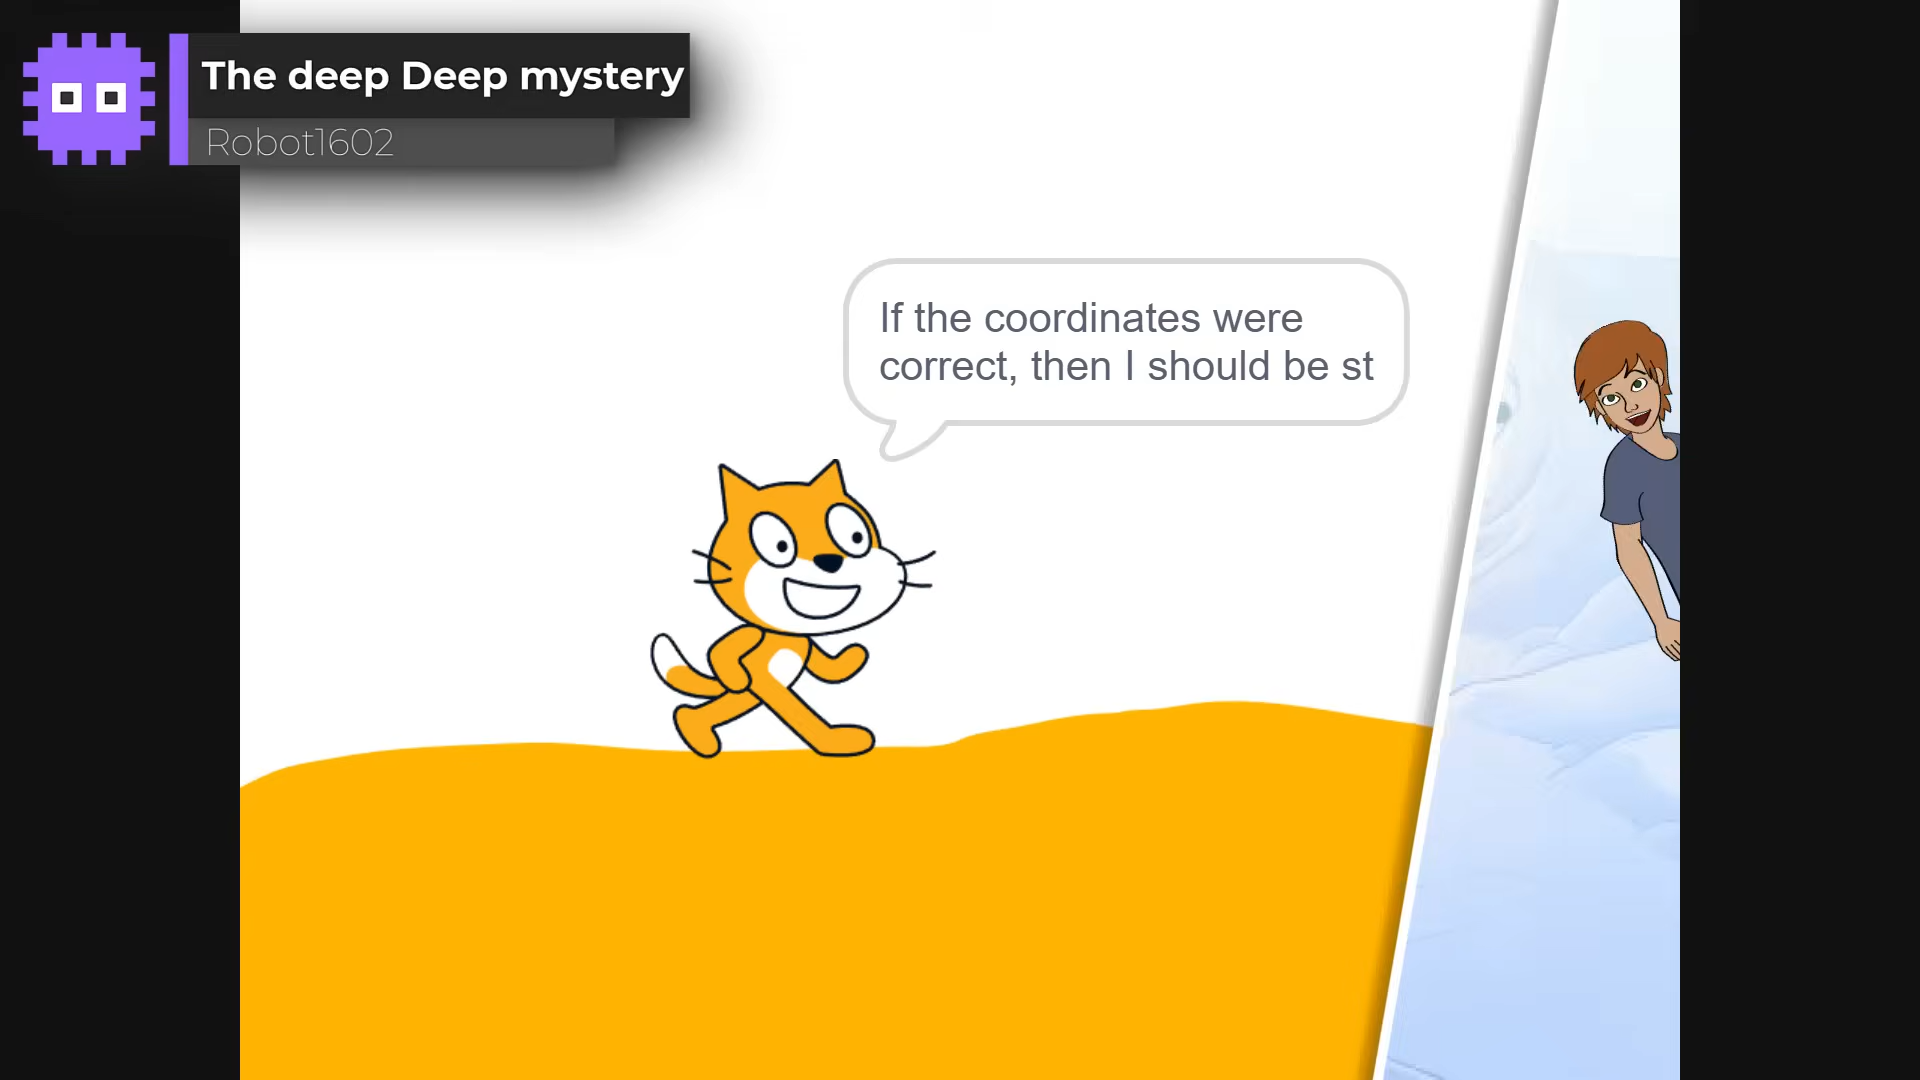 The deep Deep mystery
Robot1602
If the coordinates were
correct, then I should be st